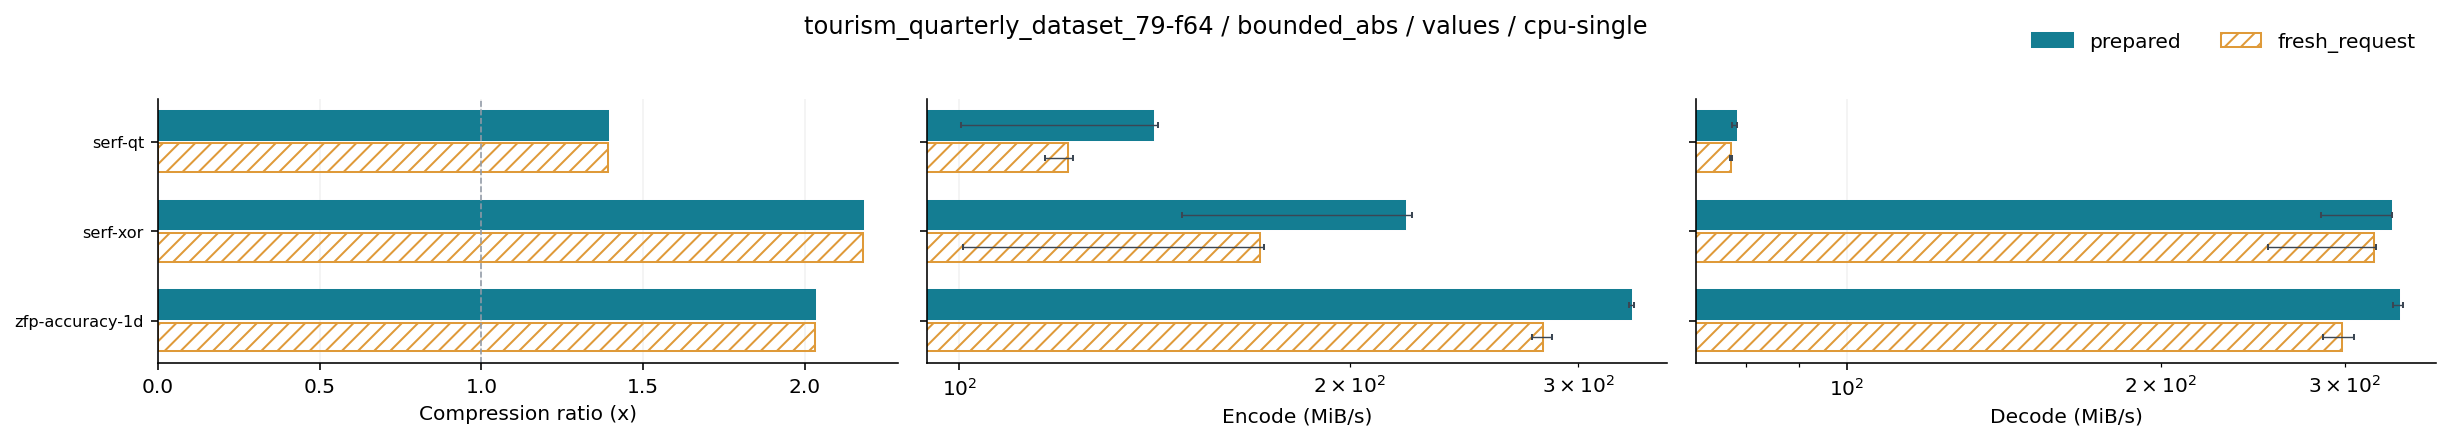 tourism_quarterly_dataset_79-f64 / bounded_abs / values / cpu-single
prepared
fresh_request
serf-qt
serf-xor
zfp-accuracy-1d
0.0
0.5
1.0
1.5
2.0
Compression ratio (x)
10²
2 × 10²
3 × 10²
Encode (MiB/s)
10²
2 × 10²
3 × 10²
Decode (MiB/s)